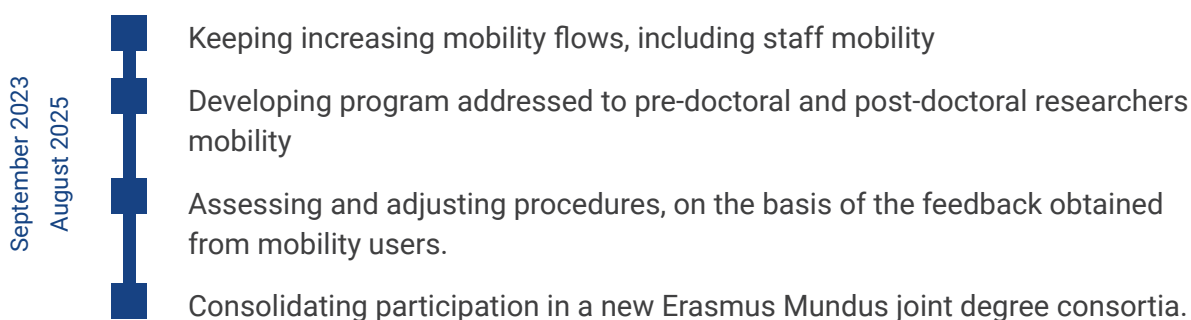 September 2023
August 2025
Keeping increasing mobility flows, including staff mobility
Developing program addressed to pre-doctoral and post-doctoral researchers
mobility
Assessing and adjusting procedures, on the basis of the feedback obtained
from mobility users.
Consolidating participation in a new Erasmus Mundus joint degree consortia.